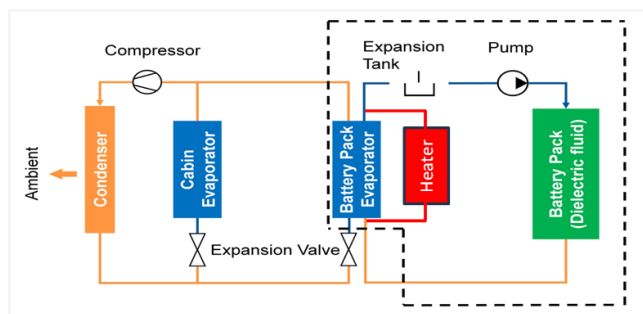 Compressor
Expansion
Tank
Pump
Ambient
Condenser
Cabin
Evaporator
Battery Pack
Evaporator
Heater
Battery Pack
(Dielectric fluid)
Expansion Valve